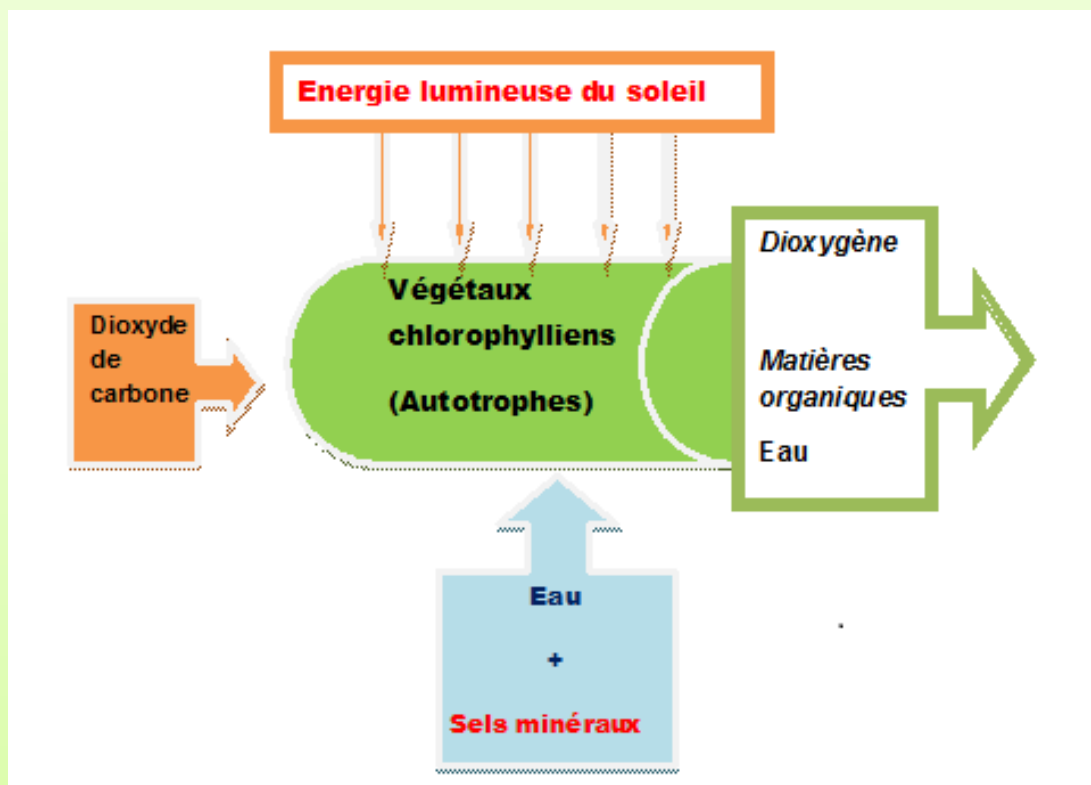 Energie lumineuse du soleil
Dioxyde
de
carbone
Végétaux
chlorophylliens
(Autotrophes)
Dioxygène
Matières
organiques
Eau
Eau
+
Sels minéraux